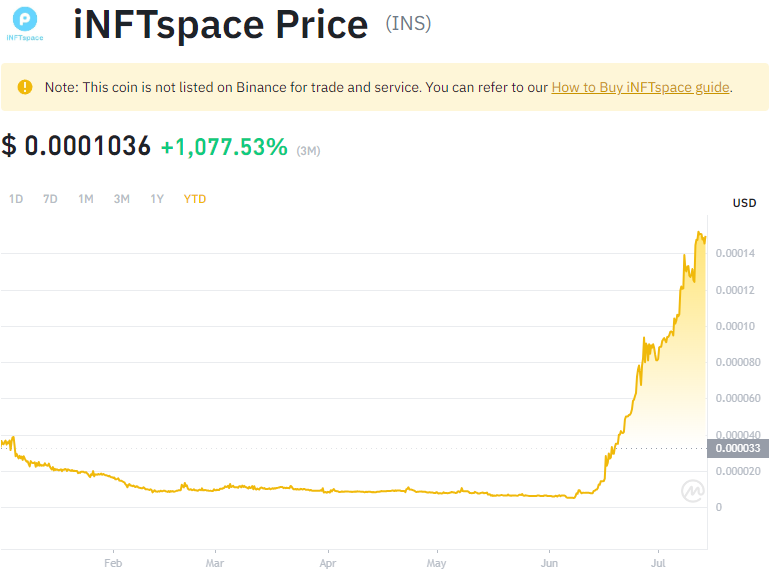 iNFTspace Price (INS)
P
iNFTspace
Note: This coin is not listed on Binance for trade and service. You can refer to our How to Buy iNFTspace guide.
$ 0.0001036 +1,077.53% (3M)
1D 7D 1M 3M 1Y YTD
USD
0.00014
0.00012
0.00010
0.000080
0.000060
0.000040
0.000033
0.000020
0
Feb Mar Apr May Jun Jul